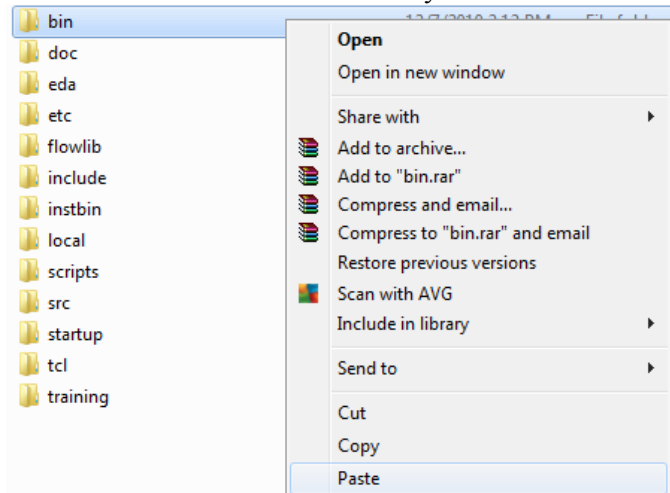 bin
doc
eda
etc
flowlib
include
instbin
local
scripts
src
startup
tcl
training
Open
Open in new window
Share with
Add to archive...
Add to "bin.rar"
Compress and email...
Compress to "bin.rar" and email
Restore previous versions
Scan with AVG
Include in library
Send to
Cut
Copy
Paste